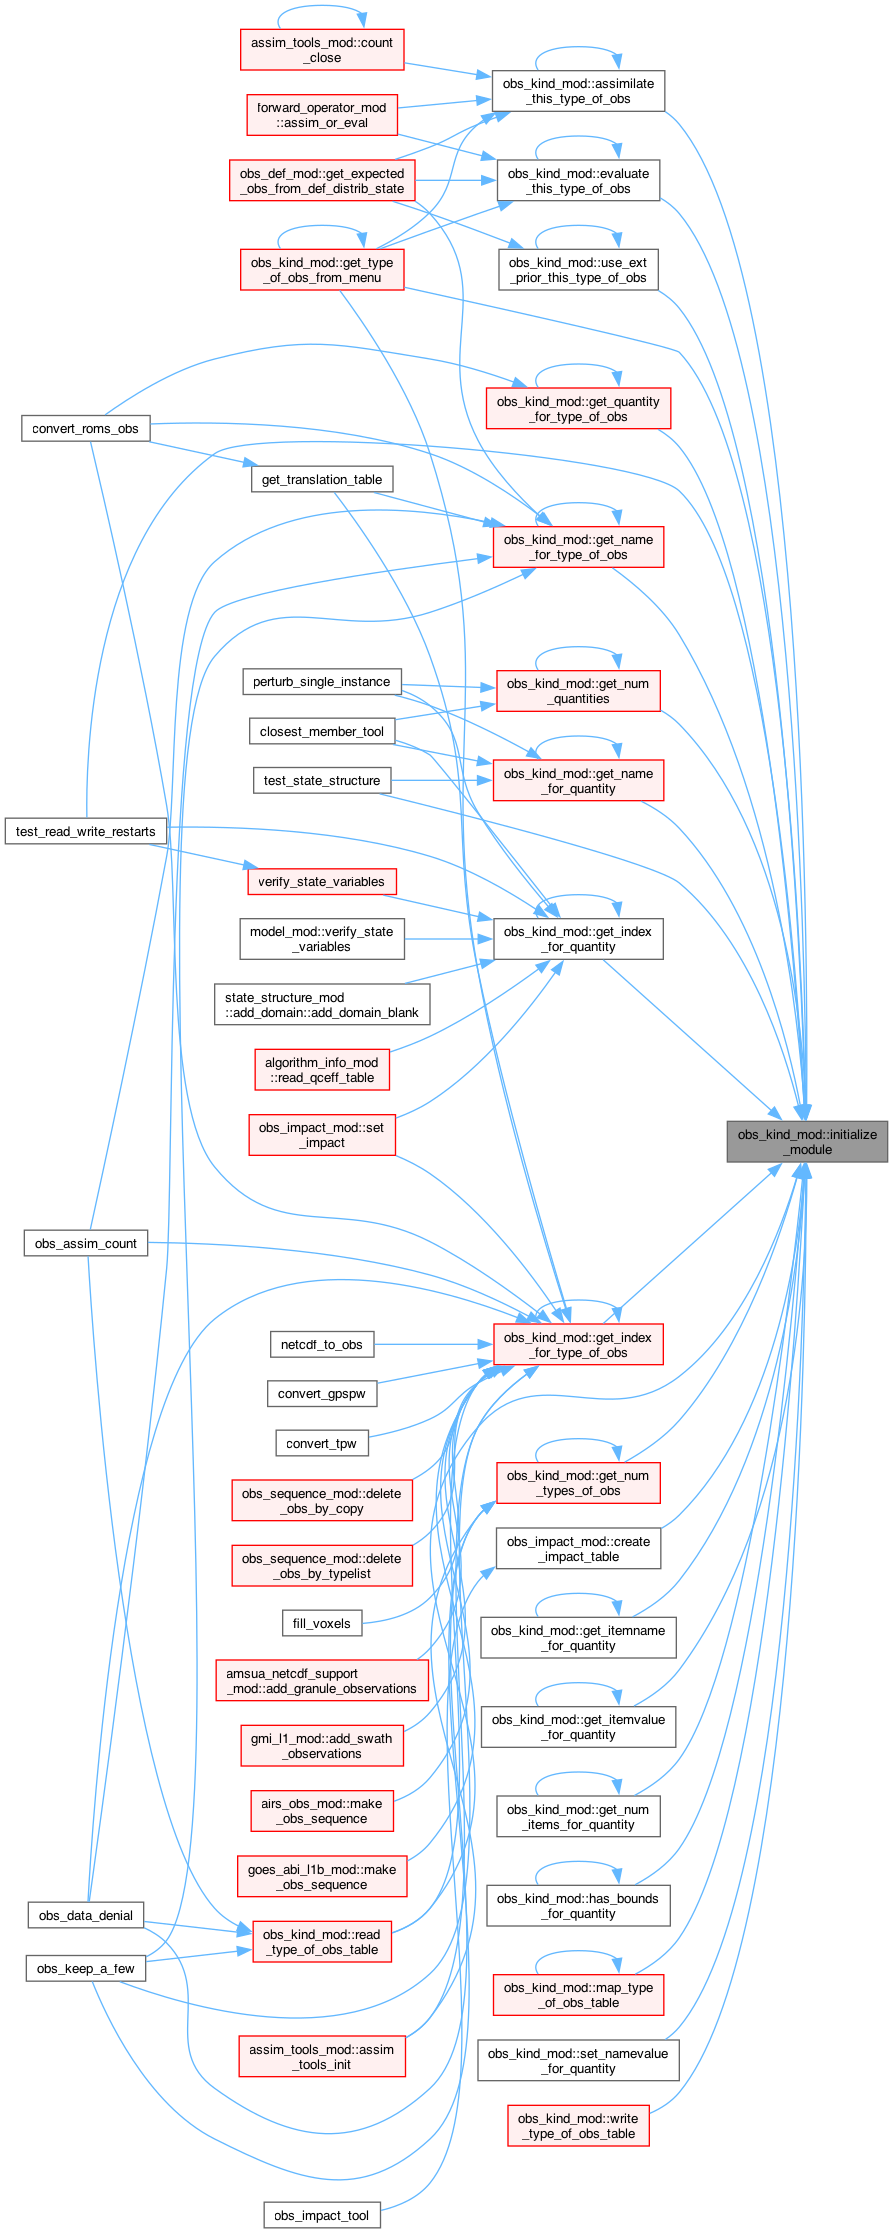 assim_tools_mod::count
_close
obs_kind_mod::assimilate
_this_type_of_obs
forward_operator_mod
::assim_or_eval
obs_kind_mod::evaluate
_this_type_of_obs
obs_def_mod::get_expected
_obs_from_def_distrib_state
obs_kind_mod::get_type
_of_obs_from_menu
obs_kind_mod::use_ext
_prior_this_type_of_obs
obs_kind_mod::get_quantity
_for_type_of_obs
convert_roms_obs
get_translation_table
obs_kind_mod::get_name
_for_type_of_obs
perturb_single_instance
obs_kind_mod::get_num
_quantities
closest_member_tool
test_state_structure
obs_kind_mod::get_name
_for_quantity
test_read_write_restarts
verify_state_variables
model_mod::verify_state
_variables
obs_kind_mod::get_index
_for_quantity
state_structure_mod
::add_domain::add_domain_blank
algorithm_info_mod
::read_qceff_table
obs_impact_mod::set
_impact
obs_kind_mod::initialize
_module
obs_assim_count
netcdf_to_obs
obs_kind_mod::get_index
_for_type_of_obs
convert_gpspw
convert_tpw
obs_sequence_mod::delete
_obs_by_copy
obs_kind_mod::get_num
_types_of_obs
obs_sequence_mod::delete
_obs_by_typelist
obs_impact_mod::create
_impact_table
fill_voxels
obs_kind_mod::get_itemname
_for_quantity
amsua_netcdf_support
_mod::add_granule_observations
gmi_l1_mod::add_swath
_observations
obs_kind_mod::get_itemvalue
_for_quantity
airs_obs_mod::make
_obs_sequence
obs_kind_mod::get_num
_items_for_quantity
goes_abi_l1b_mod::make
_obs_sequence
obs_kind_mod::has_bounds
_for_quantity
obs_data_denial
obs_kind_mod::read
_type_of_obs_table
obs_keep_a_few
obs_kind_mod::map_type
_of_obs_table
assim_tools_mod::assim
_tools_init
obs_kind_mod::set_namevalue
_for_quantity
obs_kind_mod::write
_type_of_obs_table
obs_impact_tool